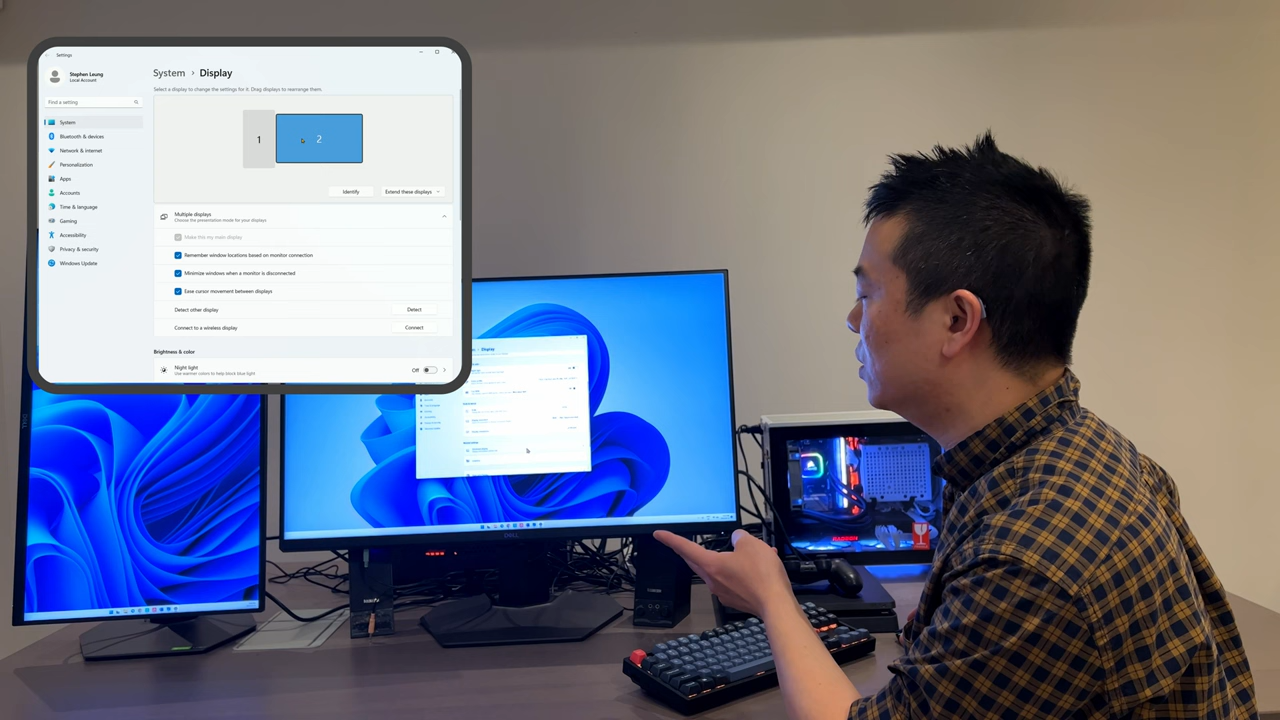 Settings
Stephen Leung
Local Account
Find a setting
System
Bluetooth & devices
Network & internet
Personalization
Apps
Accounts
Time & language
Gaming
Accessibility
Privacy & security
Windows Update
System > Display
Select a display to change the settings for it. Drag displays to rearrange them.
1
2
Identify
Extend these displays
Multiple displays
Choose the presentation mode for your displays
Make this my main display
Remember window locations based on monitor connection
Minimize windows when a monitor is disconnected
Ease cursor movement between displays
Detect other display
Detect
Connect to a wireless display
Connect
Brightness & color
Night light
Use warmer colors to help block blue light
Off
Display
DELL
RADEON